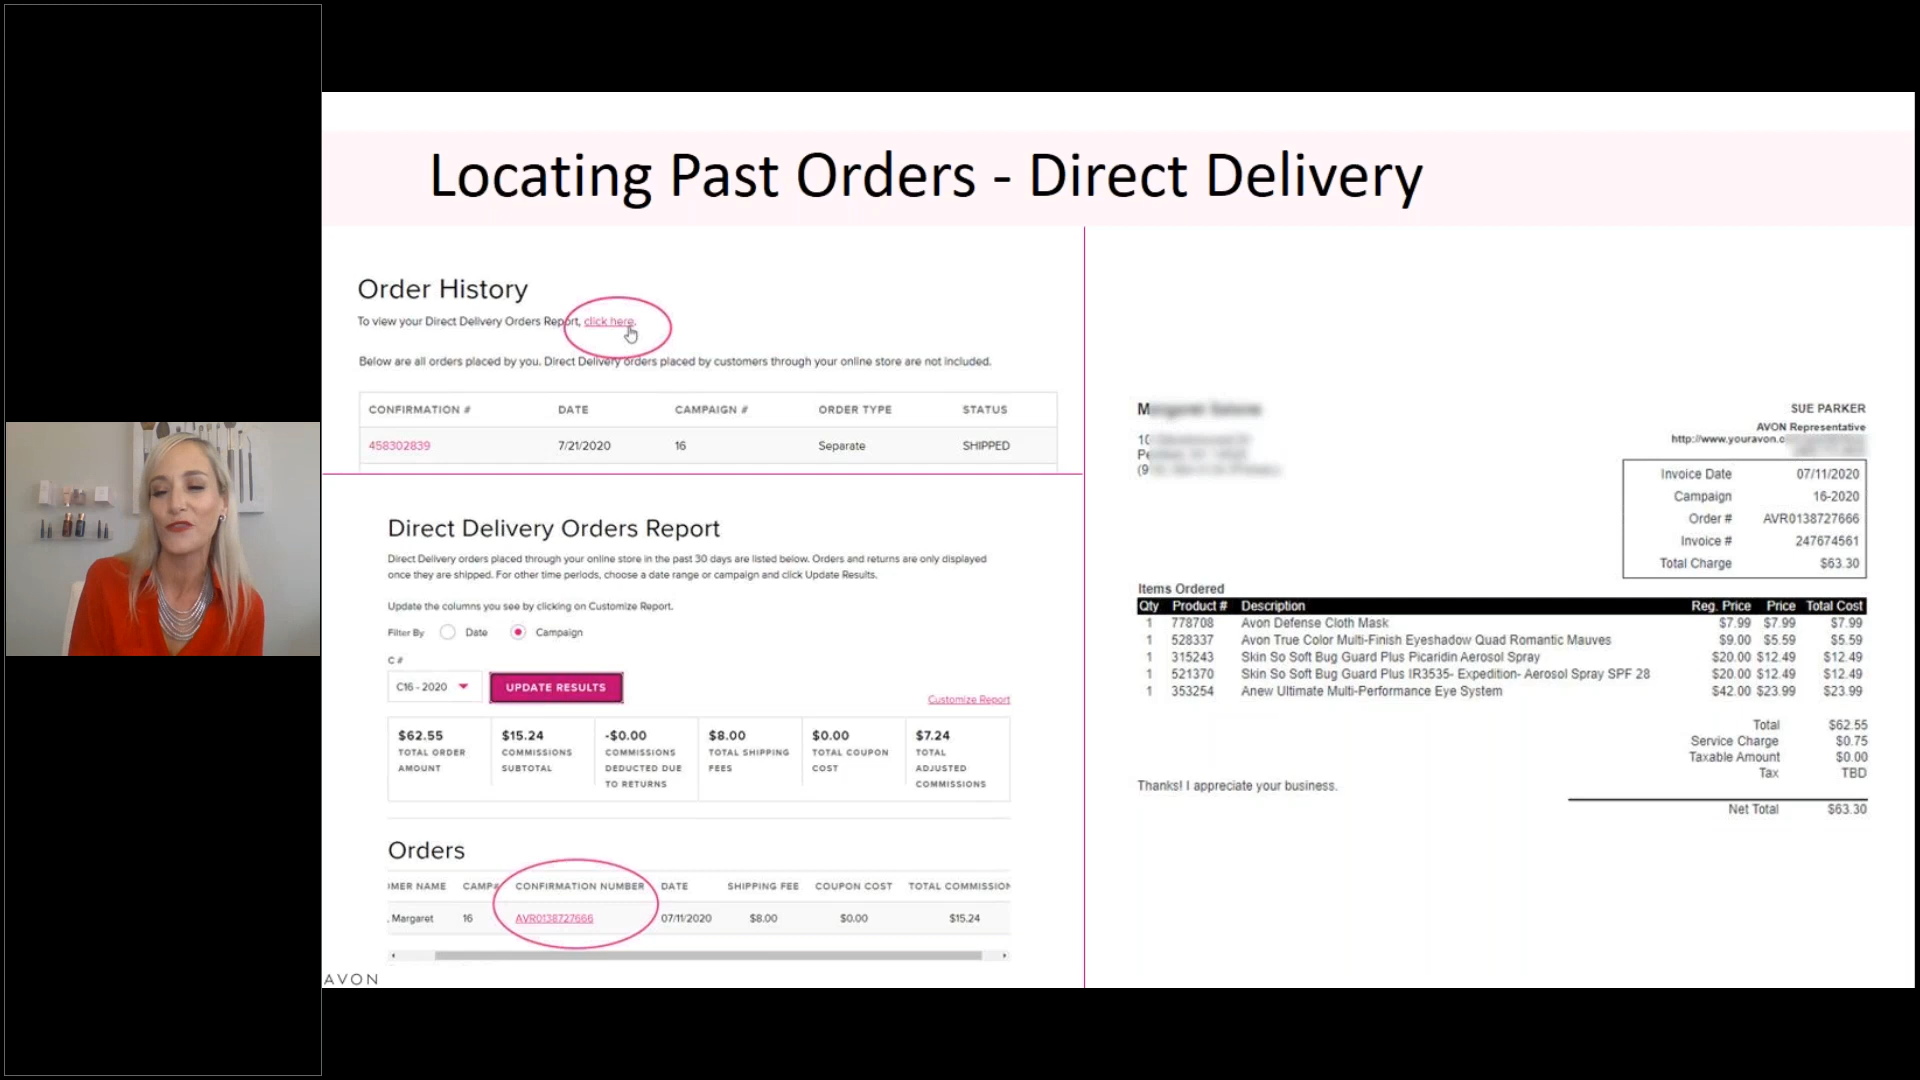 Locating Past Orders - Direct Delivery
Order History
To view your Direct Delivery Orders Report, click here.
Below are all orders placed by you. Direct Delivery orders placed by customers through your online store are not included.
CONFIRMATION # DATE CAMPAIGN # ORDER TYPE STATUS
458302839 7/21/2020 16 Separate SHIPPED
Direct Delivery Orders Report
Direct Delivery orders placed through your online store in the past 30 days are listed below. Orders and returns are only displayed
once they are shipped. For other time periods, choose a date range or campaign and click Update Results.
Update the columns you see by clicking on Customize Report.
Filter By Date Campaign
C #
C16 - 2020 UPDATE RESULTS
Customize Report
$62.55 $15.24 -$0.00 $8.00 $0.00 $7.24
TOTAL ORDER COMMISSIONS COMMISSIONS TOTAL SHIPPING TOTAL COUPON TOTAL
AMOUNT SUBTOTAL DEDUCTED DUE FEES COST ADJUSTED
TO RETURNS COMMISSIONS
Orders
OMER NAME CAMP# CONFIRMATION NUMBER DATE SHIPPING FEE COUPON COST TOTAL COMMISSION
, Margaret 16 AVR0138727666 07/11/2020 $8.00 $0.00 $15.24
AVON
SUE PARKER
AVON Representative
http://www.youravon.c
Invoice Date 07/11/2020
Campaign 16-2020
Order # AVR0138727666
Invoice # 247674561
Total Charge $63.30
Items Ordered
Qty Product # Description Reg. Price Price Total Cost
1 778708 Avon Defense Cloth Mask $7.99 $7.99 $7.99
1 528337 Avon True Color Multi-Finish Eyeshadow Quad Romantic Mauves $9.00 $5.59 $5.59
1 315243 Skin So Soft Bug Guard Plus Picaridin Aerosol Spray $20.00 $12.49 $12.49
1 521370 Skin So Soft Bug Guard Plus IR3535- Expedition- Aerosol Spray SPF 28 $20.00 $12.49 $12.49
1 353254 Anew Ultimate Multi-Performance Eye System $42.00 $23.99 $23.99
Total $62.55
Service Charge $0.75
Taxable Amount $0.00
Tax TBD
Thanks! I appreciate your business.
Net Total $63.30